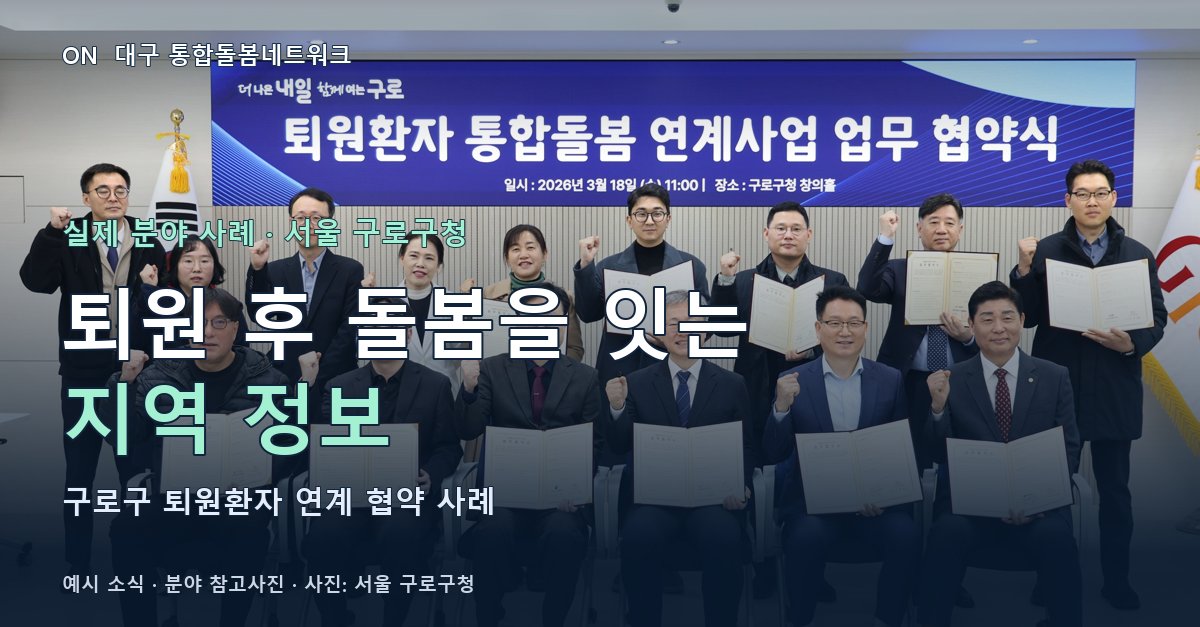 ON 대구 통합돌봄네트워크
더 나은 내일 함께 여는 구로
퇴원환자 통합돌봄 연계사업 업무 협약식
일시 : 2026년 3월 18일 (수) 11:00 | 장소 : 구로구청 창의홀
실제 분야 사례 · 서울 구로구청
퇴원 후 돌봄을 잇는
지역 정보
구로구 퇴원환자 연계 협약 사례
예시 소식 · 분야 참고사진 · 사진: 서울 구로구청